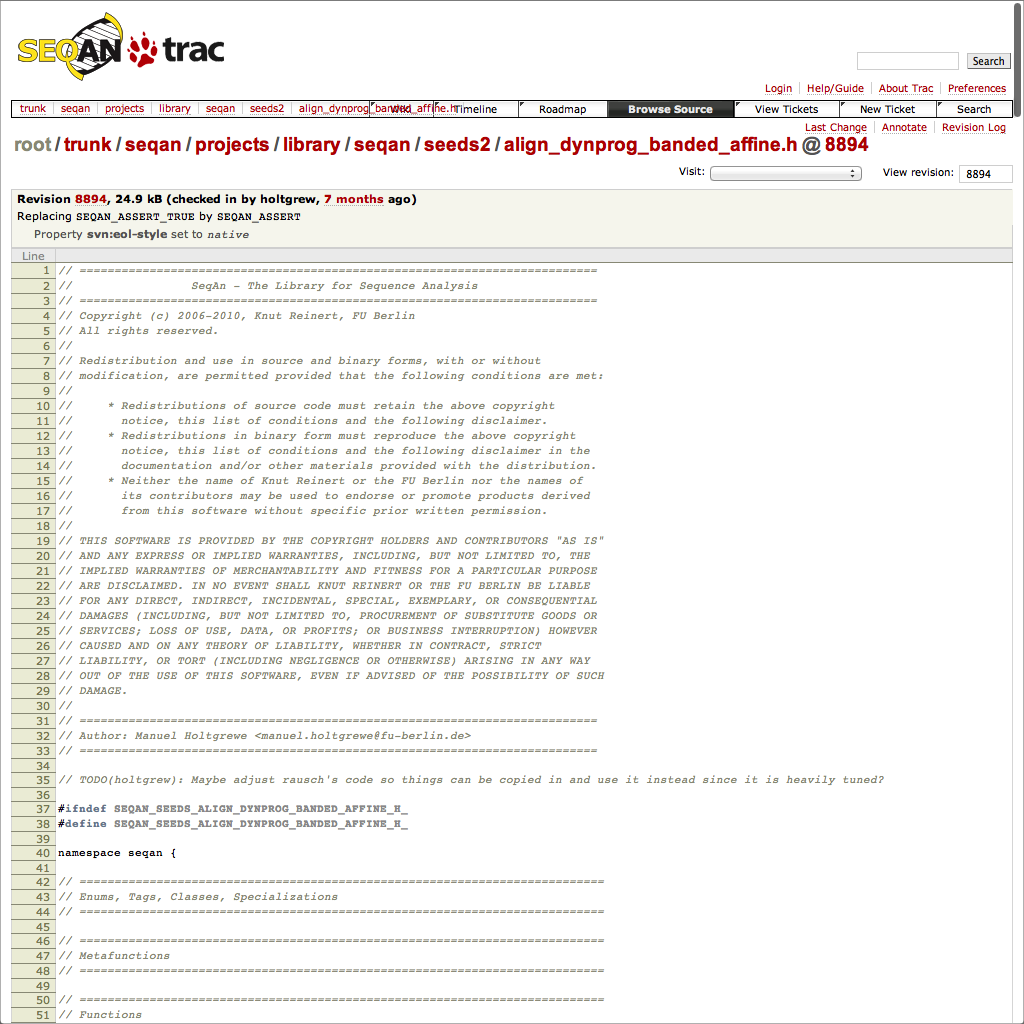 SEQAN trac
Search
Login Help/Guide About Trac Preferences
trunk seqan projects library seqan seeds2 align_dynprog_banded_affine.h Wiki Timeline Roadmap Browse Source View Tickets New Ticket Search
Last Change Annotate Revision Log
root / trunk / seqan / projects / library / seqan / seeds2 / align_dynprog_banded_affine.h @ 8894
Visit: View revision: 8894
Revision 8894, 24.9 kB (checked in by holtgrew, 7 months ago)
Replacing SEQAN_ASSERT_TRUE by SEQAN_ASSERT
Property svn:eol-style set to native
Line
1 // ==========================================================================
2 // SeqAn - The Library for Sequence Analysis
3 // ==========================================================================
4 // Copyright (c) 2006-2010, Knut Reinert, FU Berlin
5 // All rights reserved.
6 //
7 // Redistribution and use in source and binary forms, with or without
8 // modification, are permitted provided that the following conditions are met:
9 //
10 // * Redistributions of source code must retain the above copyright
11 // notice, this list of conditions and the following disclaimer.
12 // * Redistributions in binary form must reproduce the above copyright
13 // notice, this list of conditions and the following disclaimer in the
14 // documentation and/or other materials provided with the distribution.
15 // * Neither the name of Knut Reinert or the FU Berlin nor the names of
16 // its contributors may be used to endorse or promote products derived
17 // from this software without specific prior written permission.
18 //
19 // THIS SOFTWARE IS PROVIDED BY THE COPYRIGHT HOLDERS AND CONTRIBUTORS "AS IS"
20 // AND ANY EXPRESS OR IMPLIED WARRANTIES, INCLUDING, BUT NOT LIMITED TO, THE
21 // IMPLIED WARRANTIES OF MERCHANTABILITY AND FITNESS FOR A PARTICULAR PURPOSE
22 // ARE DISCLAIMED. IN NO EVENT SHALL KNUT REINERT OR THE FU BERLIN BE LIABLE
23 // FOR ANY DIRECT, INDIRECT, INCIDENTAL, SPECIAL, EXEMPLARY, OR CONSEQUENTIAL
24 // DAMAGES (INCLUDING, BUT NOT LIMITED TO, PROCUREMENT OF SUBSTITUTE GOODS OR
25 // SERVICES; LOSS OF USE, DATA, OR PROFITS; OR BUSINESS INTERRUPTION) HOWEVER
26 // CAUSED AND ON ANY THEORY OF LIABILITY, WHETHER IN CONTRACT, STRICT
27 // LIABILITY, OR TORT (INCLUDING NEGLIGENCE OR OTHERWISE) ARISING IN ANY WAY
28 // OUT OF THE USE OF THIS SOFTWARE, EVEN IF ADVISED OF THE POSSIBILITY OF SUCH
29 // DAMAGE.
30 //
31 // ==========================================================================
32 // Author: Manuel Holtgrewe <manuel.holtgrewe@fu-berlin.de>
33 // ==========================================================================
34
35 // TODO(holtgrew): Maybe adjust rausch's code so things can be copied in and use it instead since it is heavily tuned?
36
37 #ifndef SEQAN_SEEDS_ALIGN_DYNPROG_BANDED_AFFINE_H_
38 #define SEQAN_SEEDS_ALIGN_DYNPROG_BANDED_AFFINE_H_
39
40 namespace seqan {
41
42 // ===========================================================================
43 // Enums, Tags, Classes, Specializations
44 // ===========================================================================
45
46 // ===========================================================================
47 // Metafunctions
48 // ===========================================================================
49
50 // ===========================================================================
51 // Functions